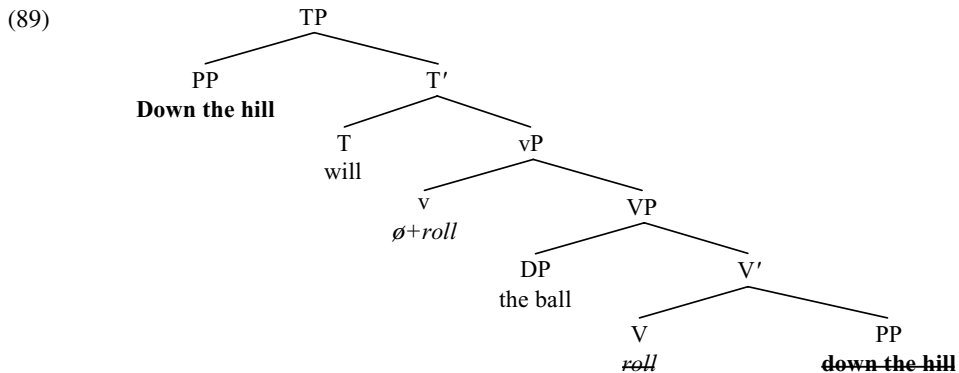 (89) TP
PP T′
Down the hill
T vP
will
v VP
ø+roll
DP V′
the ball
V PP
roll down the hill